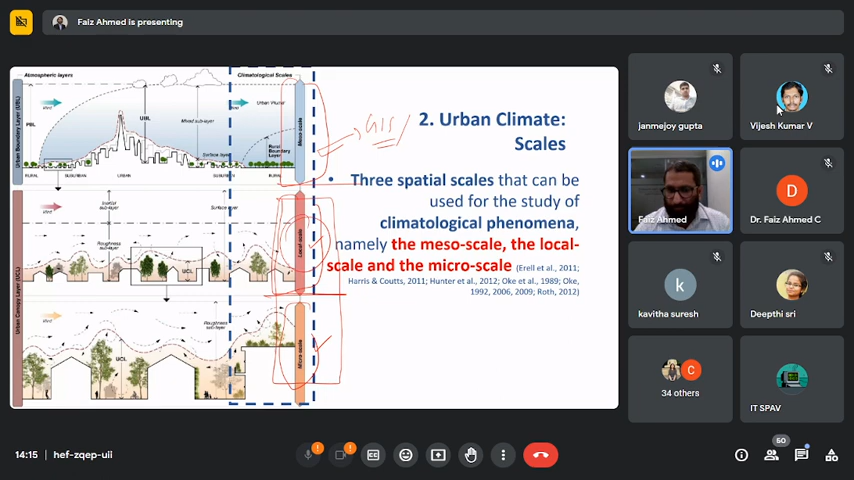 Faiz Ahmed is presenting
Atmospheric layers
Climatological Scales
Urban Boundary Layer (UBL)
Wind
PBL
UBL
Mixed sub-layer
Wind
Urban 'Plume'
Surface layer
Rural
Boundary
Layer
Meso-scale
RURAL
SUBURBAN
URBAN
SUBURBAN
RURAL
GIS
2. Urban Climate:
Scales
• Three spatial scales that can be
used for the study of
climatological phenomena,
namely the meso-scale, the local-
scale and the micro-scale (Erell et al., 2011;
Harris & Coutts, 2011; Hunter et al., 2012; Oke et al., 1989; Oke,
1992, 2006, 2009; Roth, 2012)
Urban Canopy Layer (UCL)
Wind
Inertial
sub-layer
Surface layer
Roughness
sub-layer
UCL
Local-scale
Wind
Roughness
sub-layer
UCL
Micro-scale
janmejoy gupta
Vijesh Kumar V
Faiz Ahmed
D
Dr. Faiz Ahmed C
k
kavitha suresh
Deepthi sri
C
34 others
IT SPAV
14:15
hef-zqep-uii
50